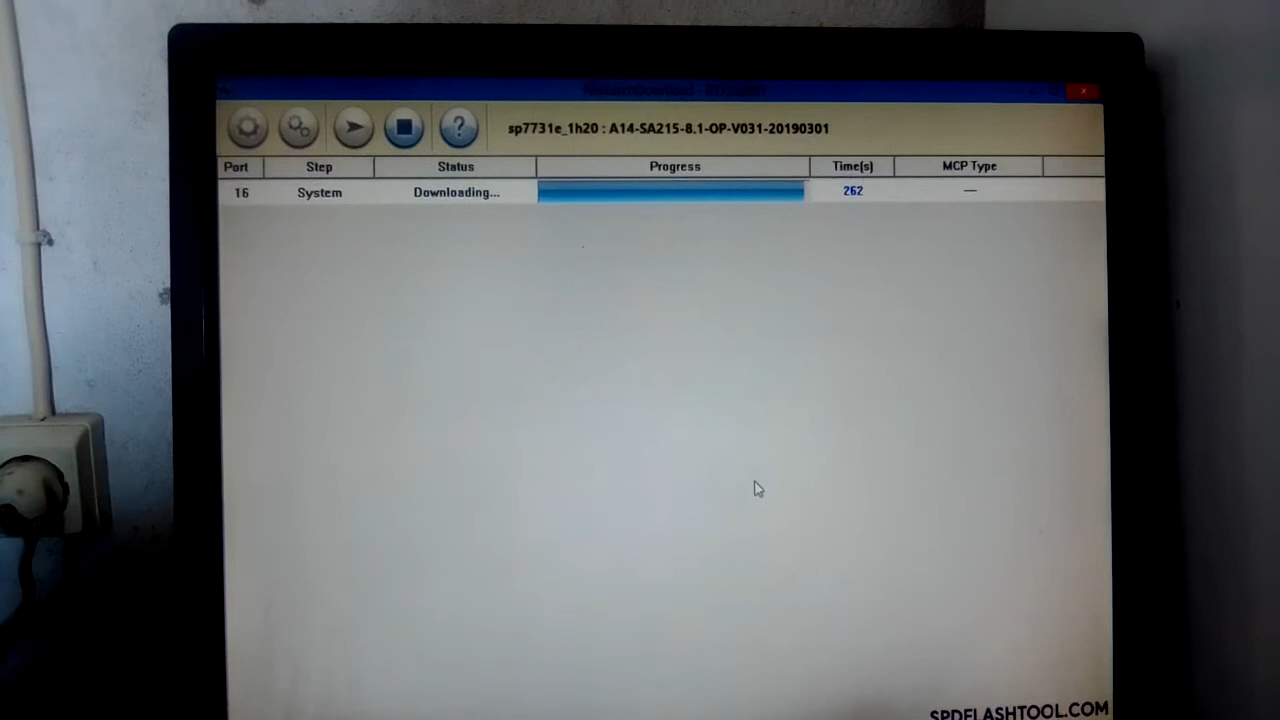 ResearchDownload -
sp7731e_1h20 : A14-SA215-8.1-OP-V031-20190301
Port Step Status Progress Time(s) MCP Type
16 System Downloading... 262 —
SPDFLASHTOOL.COM